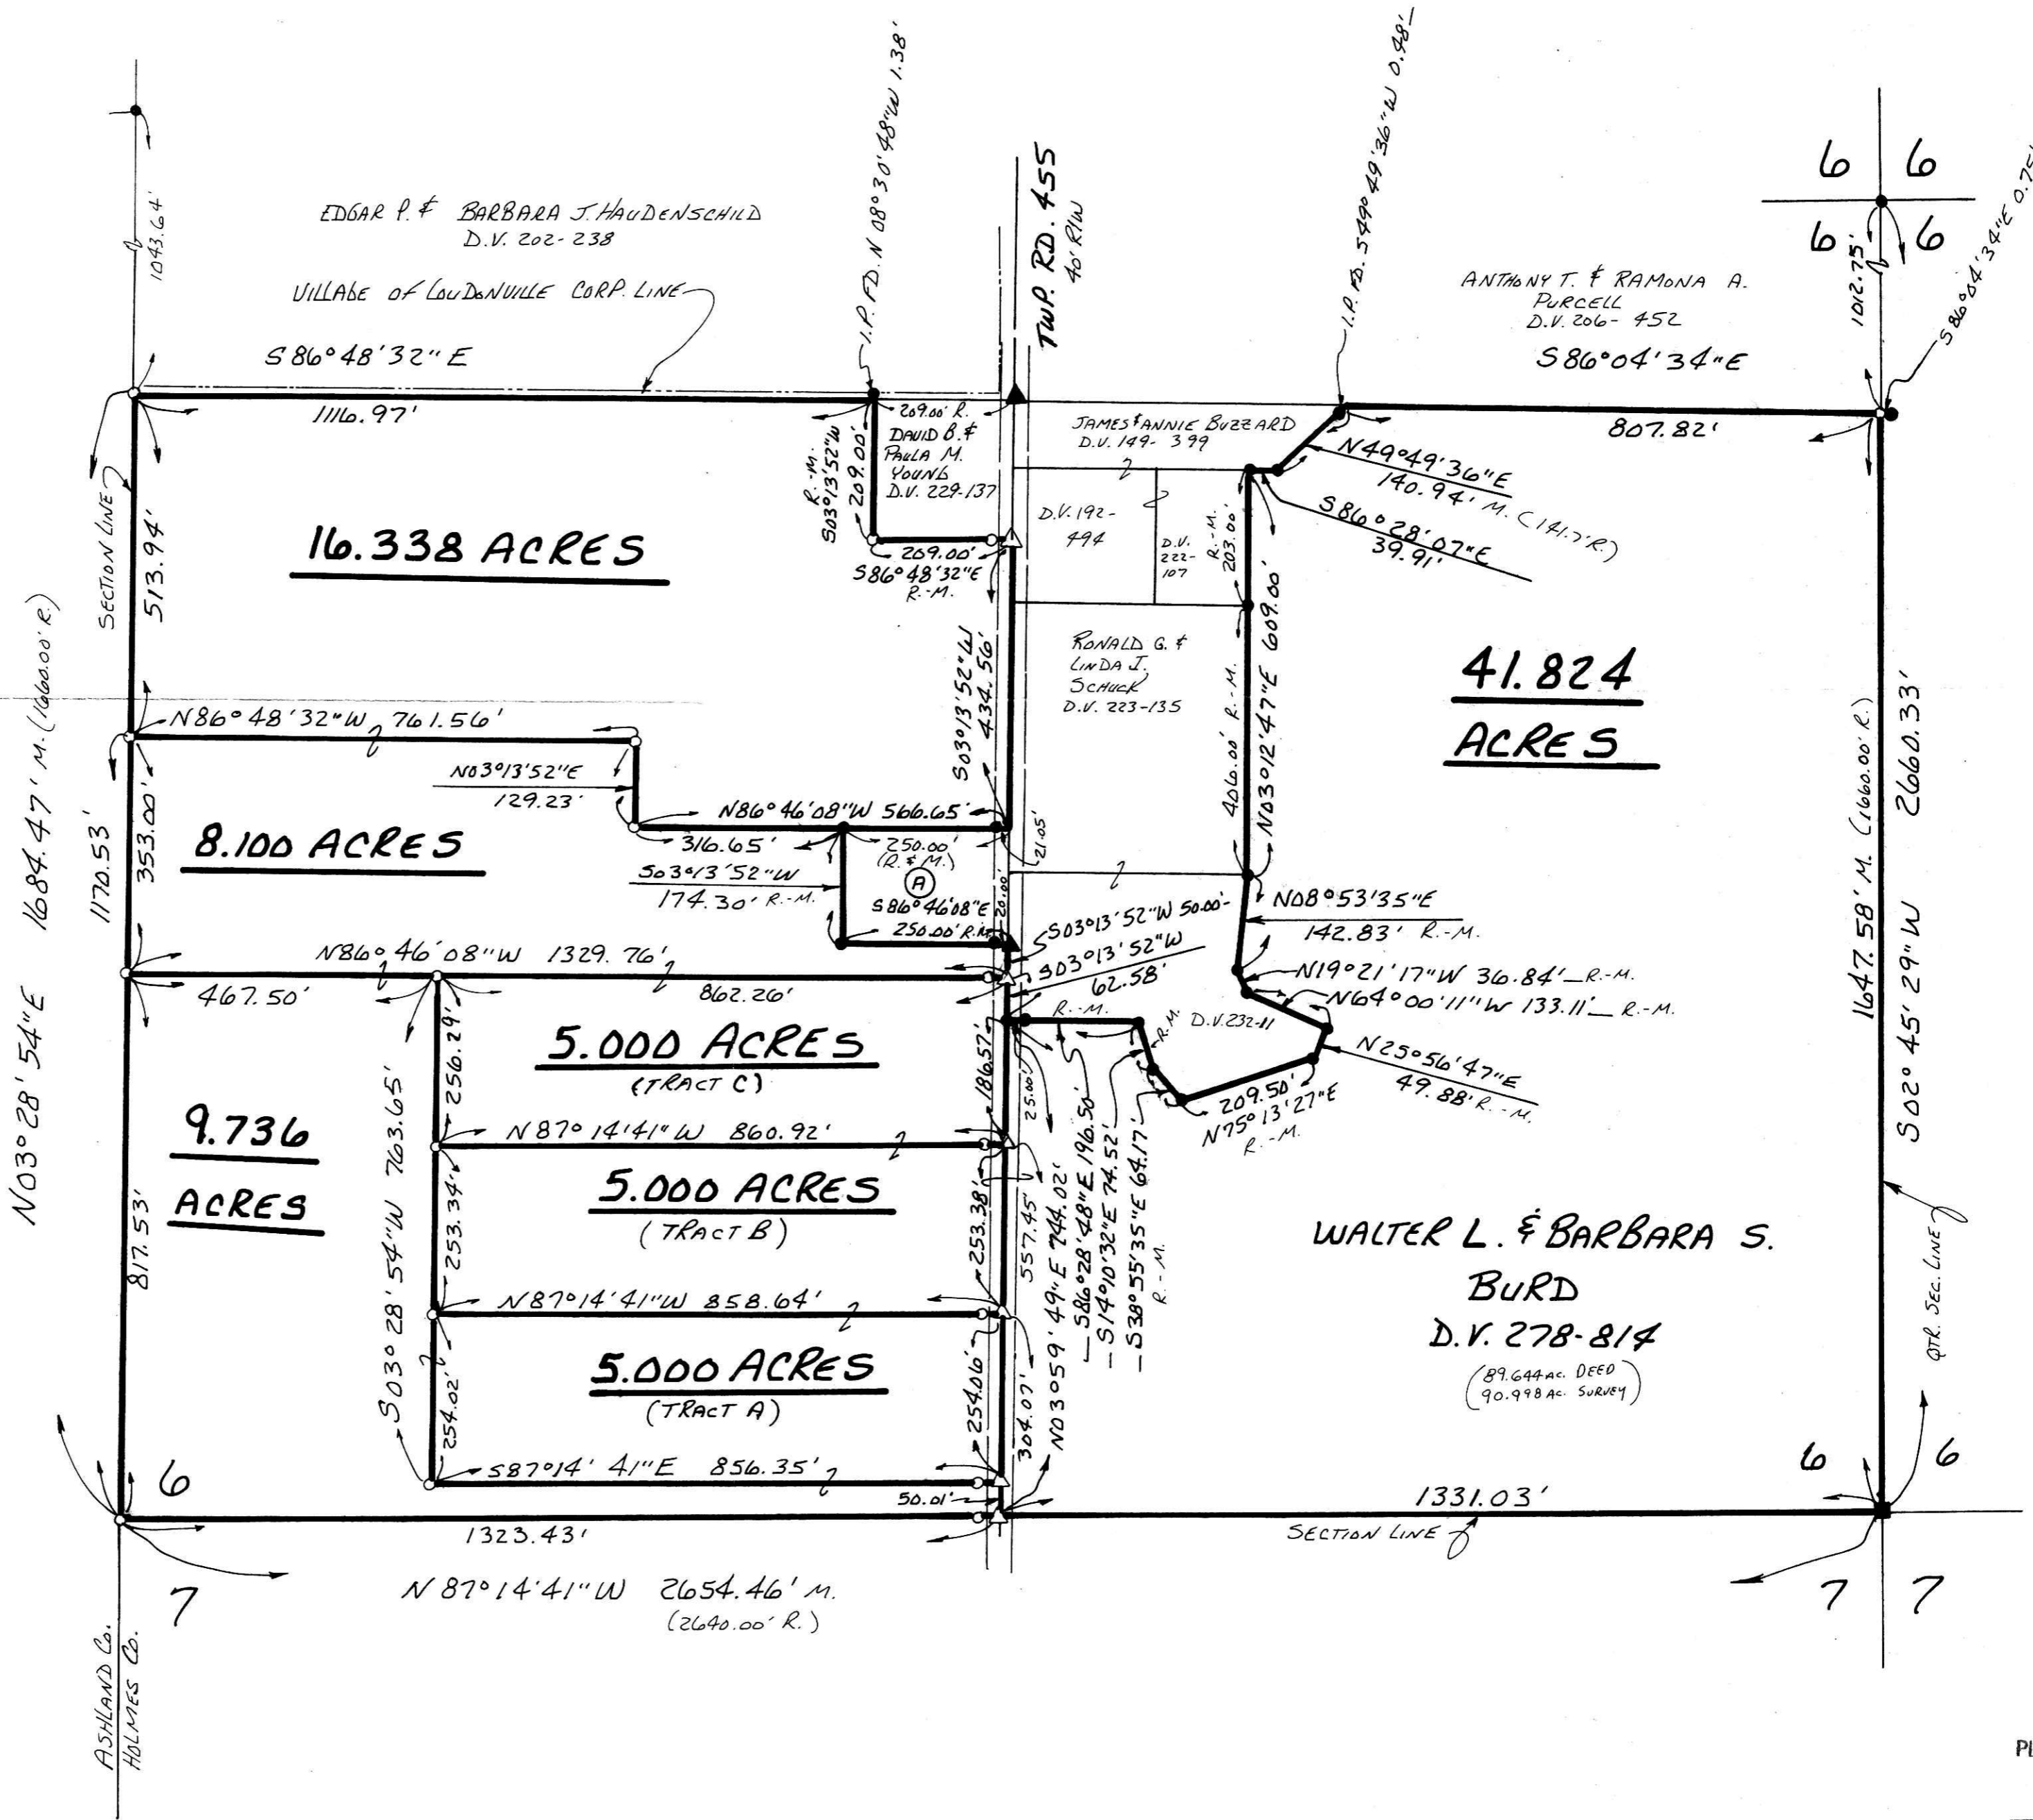 1043.64'
EDGAR P. & BARBARA J. HAUDENSCHILD
D.V. 202-238
VILLAGE of LOUDONVILLE CORP. LINE
S86°48'32"E
1116.97'
I.P. FD. N08°30'48"W 1.38'
TWP. RD. 455
40' R/W
I.P. FD. S49°49'36"W 0.48'
6 6
6 6
1012.75'
ANTHONY T. & RAMONA A.
PURCELL
D.V. 206-452
S86°04'34"E
807.82'
209.00' R.
DAVID B. &
PAULA M.
YOUNG
D.V. 229-137
R.-M.
S03°13'52"W
209.00'
209.00'
S86°48'32"E
R.-M.
JAMES & ANNIE BUZZARD
D.V. 149-399
D.V. 192-
494
D.V.
222-
107
R.-M.
203.00'
N49°49'36"E
140.94' M. (141.7' R.)
S86°28'07"E
39.91'
SECTION LINE
513.94'
16.338 ACRES
S03°13'52"W
434.56'
RONALD G. &
LINDA J.
SCHUCK
D.V. 223-135
406.00' R.-M.
N03°12'47"E 609.00'
41.824
ACRES
1647.58' M. (1660.00' R.)
S02°45'29"W 2660.33'
N03°28'54"E 1684.47' M. (1660.00' R.)
N86°48'32"W 761.56'
N03°13'52"E
129.23'
1170.53'
353.00'
8.100 ACRES
N86°46'08"W 566.65'
316.65'
250.00'
(R. & M.)
A
21.05'
20.00'
S03°13'52"W
174.30' R.-M.
S86°46'08"E
250.00' R.M.
S03°13'52"W 50.00'
S03°13'52"W
62.58'
N08°53'35"E
142.83' R.-M.
N19°21'17"W 36.84' R.-M.
N64°00'11"W 133.11' R.-M.
N86°46'08"W 1329.76'
467.50'
862.26'
R.-M.
R.M.
D.V. 232-11
N25°56'47"E
49.88' R.-M.
209.50'
N75°13'27"E
R.-M.
256.29'
5.000 ACRES
(TRACT C)
186.57'
25.00'
S86°28'48"E 196.50'
S14°10'32"E 74.52'
S38°55'35"E 64.17'
R.-M.
9.736
ACRES
817.53'
S03°28'54"W 763.65'
N87°14'41"W 860.92'
253.34'
5.000 ACRES
(TRACT B)
253.38'
557.45'
N03°59'49"E 744.02'
WALTER L. & BARBARA S.
BURD
D.V. 278-814
(89.644 AC. DEED
90.998 AC. SURVEY)
QTR. SEC. LINE
N87°14'41"W 858.64'
254.02'
5.000 ACRES
(TRACT A)
254.06'
304.07'
S87°14'41"E 856.35'
50.01'
6
6 6
1323.43'
1331.03'
SECTION LINE
7
7 7
N87°14'41"W 2654.46' M.
(2640.00' R.)
ASHLAND Co.
HOLMES Co.